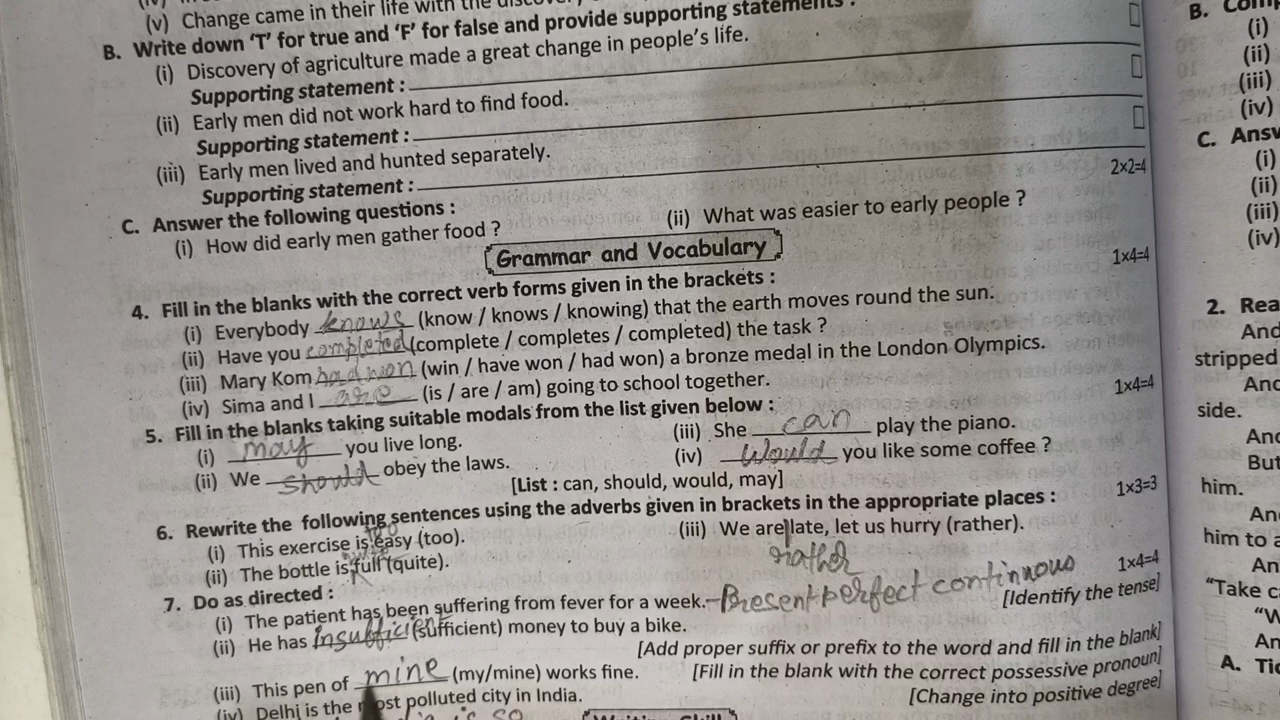 (v) Change came in their life with the
B. Write down 'T' for true and 'F' for false and provide supporting statements :
(i) Discovery of agriculture made a great change in people's life.
Supporting statement :
(ii) Early men did not work hard to find food.
Supporting statement :
(iii) Early men lived and hunted separately.
Supporting statement :
C. Answer the following questions : 2×2=4
(i) How did early men gather food ? (ii) What was easier to early people ?
Grammar and Vocabulary
4. Fill in the blanks with the correct verb forms given in the brackets : 1×4=4
(i) Everybody knows (know / knows / knowing) that the earth moves round the sun.
(ii) Have you completed (complete / completes / completed) the task ?
(iii) Mary Kom had won (win / have won / had won) a bronze medal in the London Olympics.
(iv) Sima and I are (is / are / am) going to school together.
5. Fill in the blanks taking suitable modals from the list given below : 1×4=4
(i) may you live long. (iii) She can play the piano.
(ii) We should obey the laws. (iv) Would you like some coffee ?
[List : can, should, would, may]
6. Rewrite the following sentences using the adverbs given in brackets in the appropriate places : 1×3=3
too
(i) This exercise is easy (too). (iii) We are late, let us hurry (rather).
quite rather
(ii) The bottle is full (quite).
7. Do as directed : 1×4=4
(i) The patient has been suffering from fever for a week. Present perfect continuous [Identify the tense]
(ii) He has insufficient (sufficient) money to buy a bike.
[Add proper suffix or prefix to the word and fill in the blank]
(iii) This pen of mine (my/mine) works fine. [Fill in the blank with the correct possessive pronoun]
(iv) Delhi is the most polluted city in India. [Change into positive degree]
is so
B.
(i)
(ii)
(iii)
(iv)
C. Answ
(i)
(ii)
(iii)
(iv)
2. Rea
And
stripped
And
side.
And
But
him.
An
him to a
An
"Take c
"W
An
A. Tic